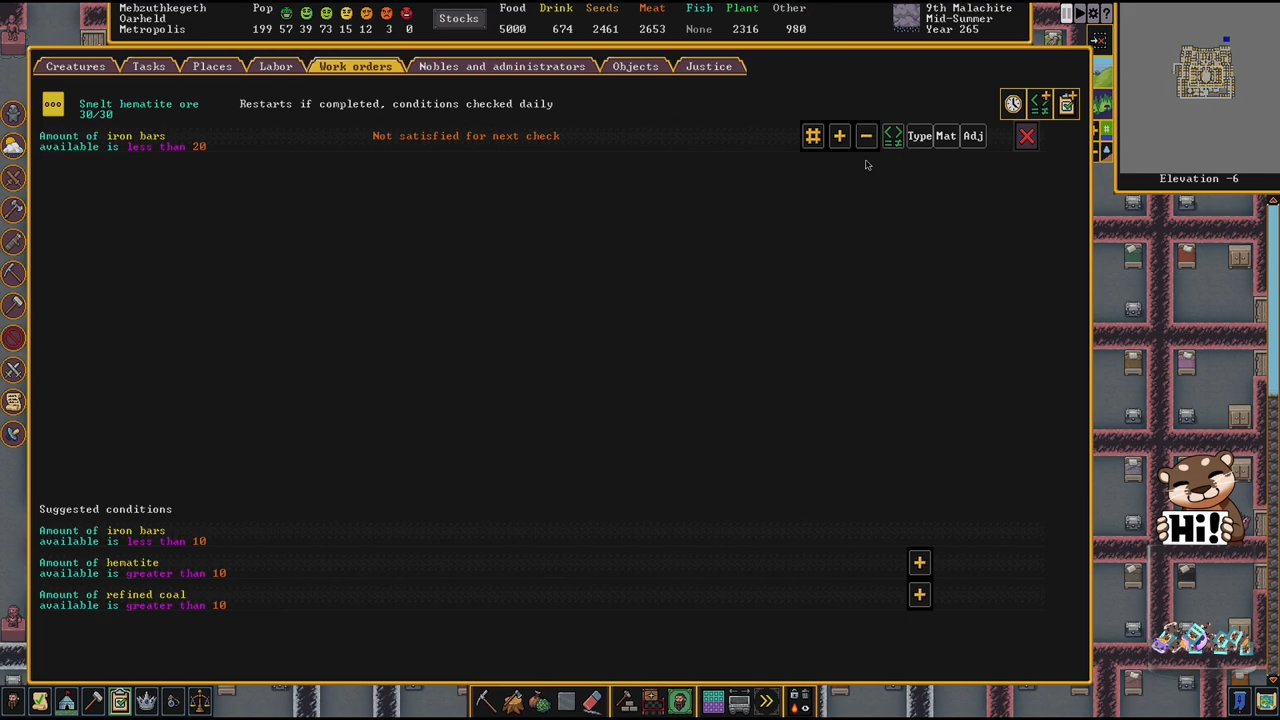 Mebzuthkegeth
Oarheld
Metropolis
Pop
199 57 39 73 15 12 3 0
Stocks
Food Drink Seeds Meat Fish Plant Other
5000 674 2461 2653 None 2316 980
9th Malachite
Mid-Summer
Year 265
?
Creatures Tasks Places Labor Work orders Nobles and administrators Objects Justice
Smelt hematite ore
30/30
Restarts if completed, conditions checked daily
Amount of iron bars
available is less than 20
Not satisfied for next check
Type Mat Adj
Elevation -6
Suggested conditions
Amount of iron bars
available is less than 10
Amount of hematite
available is greater than 10
Amount of refined coal
available is greater than 10
Hi!